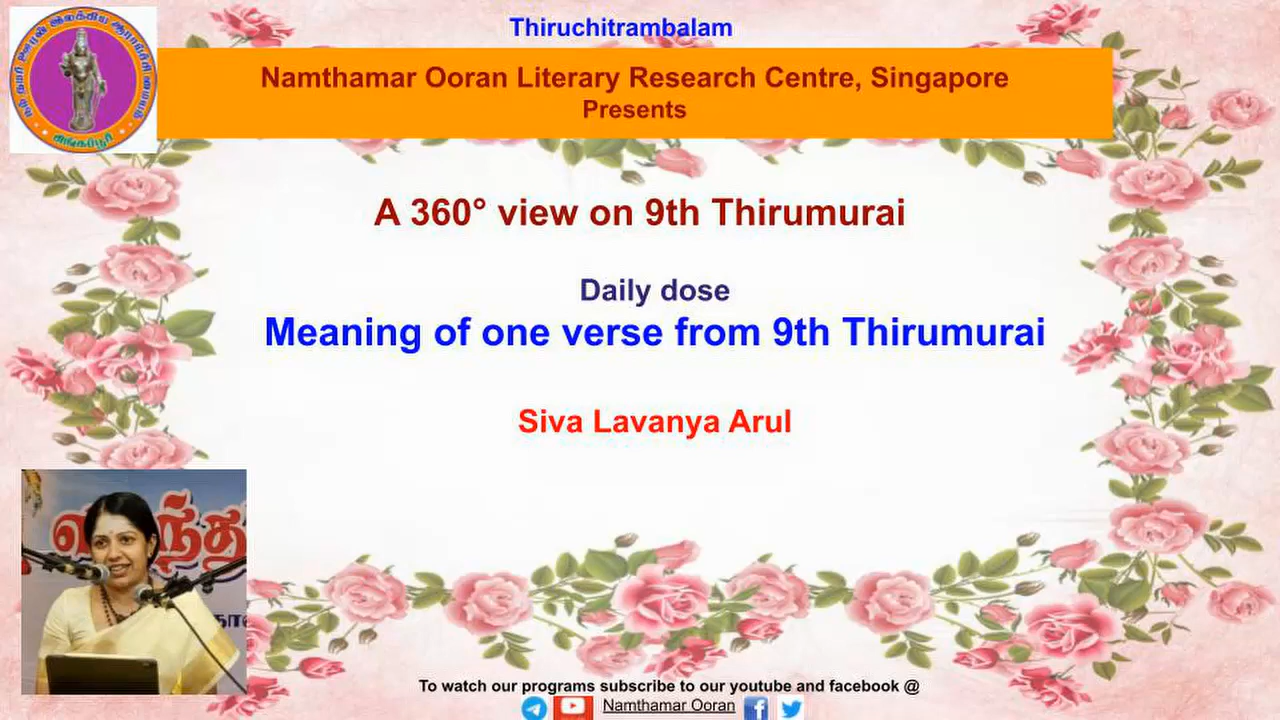 Thiruchitrambalam
Namthamar Ooran Literary Research Centre, Singapore
Presents
A 360° view on 9th Thirumurai
Daily dose
Meaning of one verse from 9th Thirumurai
Siva Lavanya Arul
To watch our programs subscribe to our youtube and facebook @
Namthamar Ooran